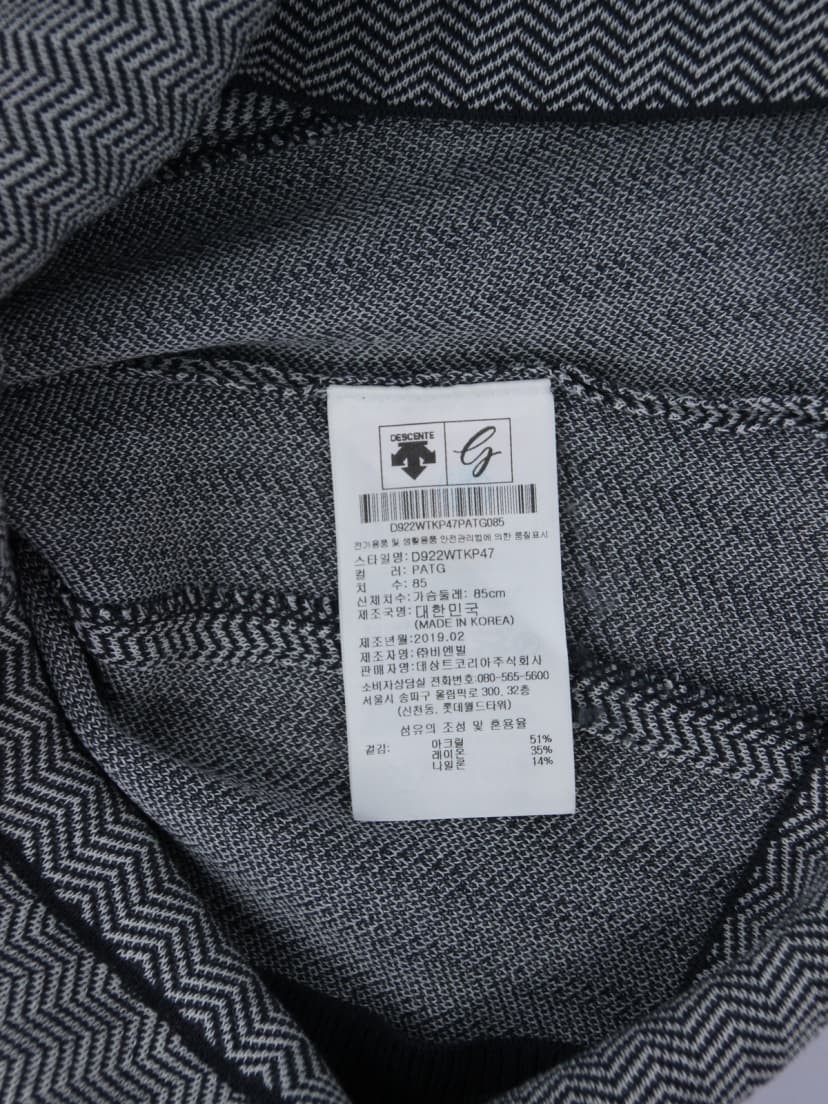 DESCENTE
G
D922WTKP47PATG085
전기용품 및 생활용품 안전관리법에 의한 품질표시
스타일명: D922WTKP47
컬 러: PATG
치 수: 85
신체치수: 가슴둘레: 85cm
제조국명: 대한민국
(MADE IN KOREA)
제조년월: 2019.02
제조자명: ㈜비엔빌
판매자명: 데상트코리아주식회사
소비자상담실 전화번호: 080-565-5600
서울시 송파구 올림픽로 300, 32층
(신천동, 롯데월드타워)
섬유의 조성 및 혼용율
겉감: 아크릴 51%
레이온 35%
나일론 14%